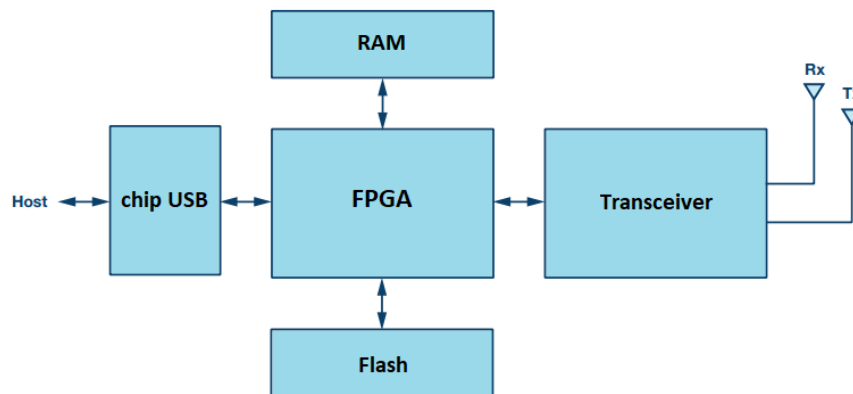 RAM
Rx
Host
chip USB
FPGA
Transceiver
Flash